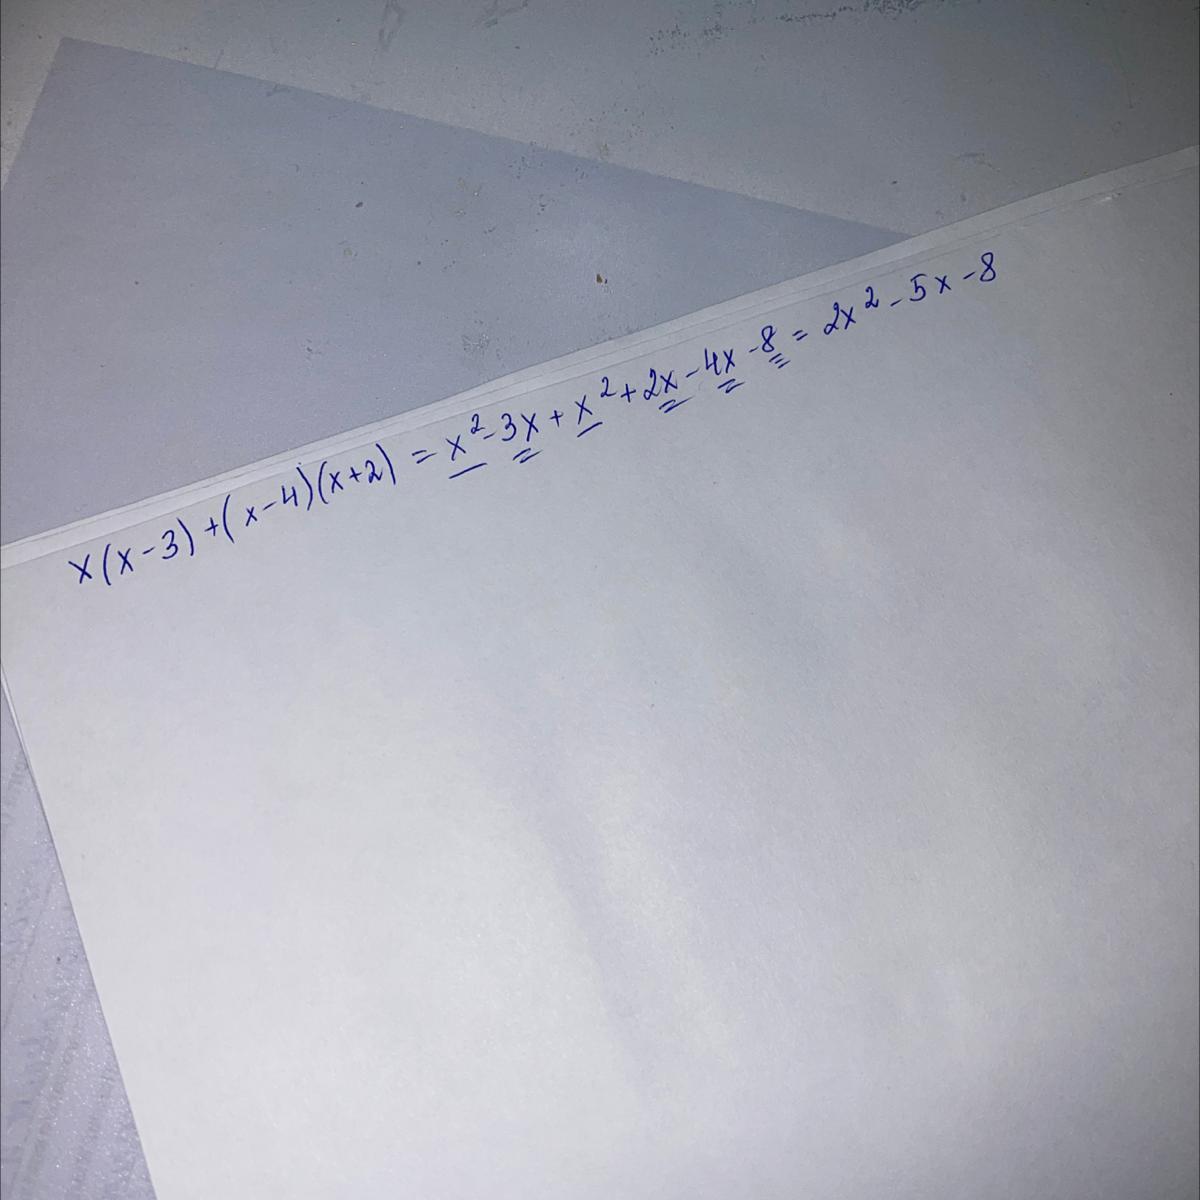 x(x-3)+(x-4)(x+2) = x²-3x+x²+2x-4x-8 = 2x²-5x-8